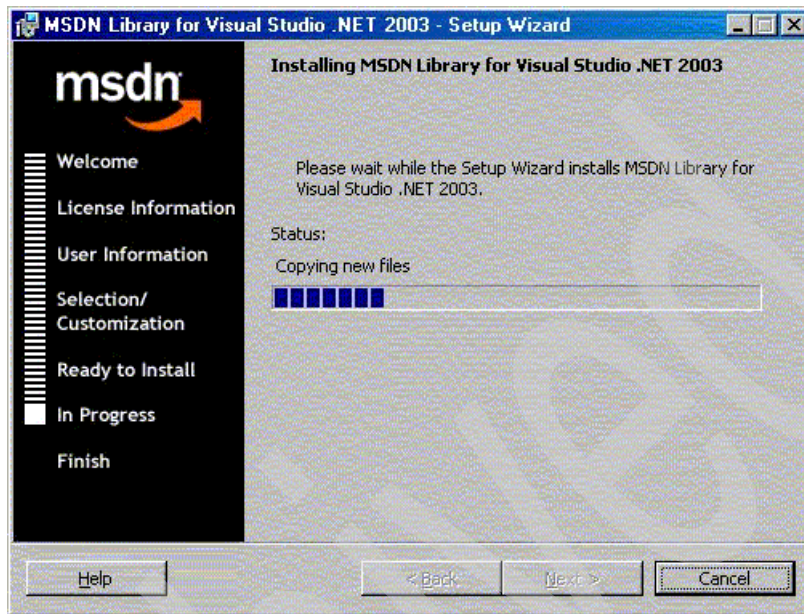 MSDN Library for Visual Studio .NET 2003 - Setup Wizard
msdn
Installing MSDN Library for Visual Studio .NET 2003
Welcome
License Information
User Information
Selection/
Customization
Ready to Install
In Progress
Finish
Please wait while the Setup Wizard installs MSDN Library for
Visual Studio .NET 2003.
Status:
Copying new files
Help
< Back
Next >
Cancel